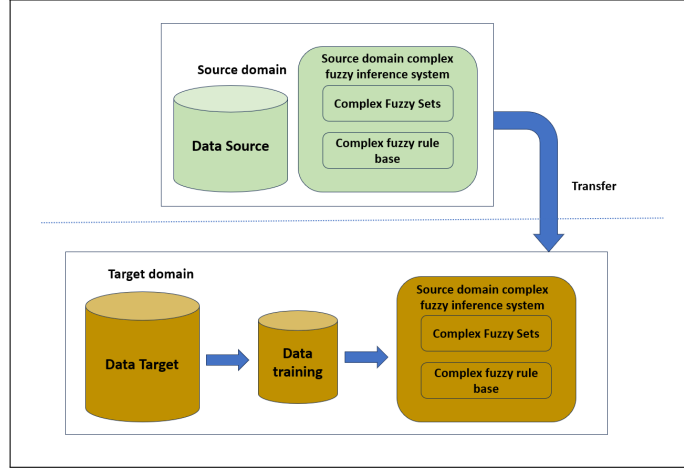 Source domain
Data Source
Source domain complex
fuzzy inference system
Complex Fuzzy Sets
Complex fuzzy rule
base
Transfer
Target domain
Data Target
Data
training
Source domain complex
fuzzy inference system
Complex Fuzzy Sets
Complex fuzzy rule
base